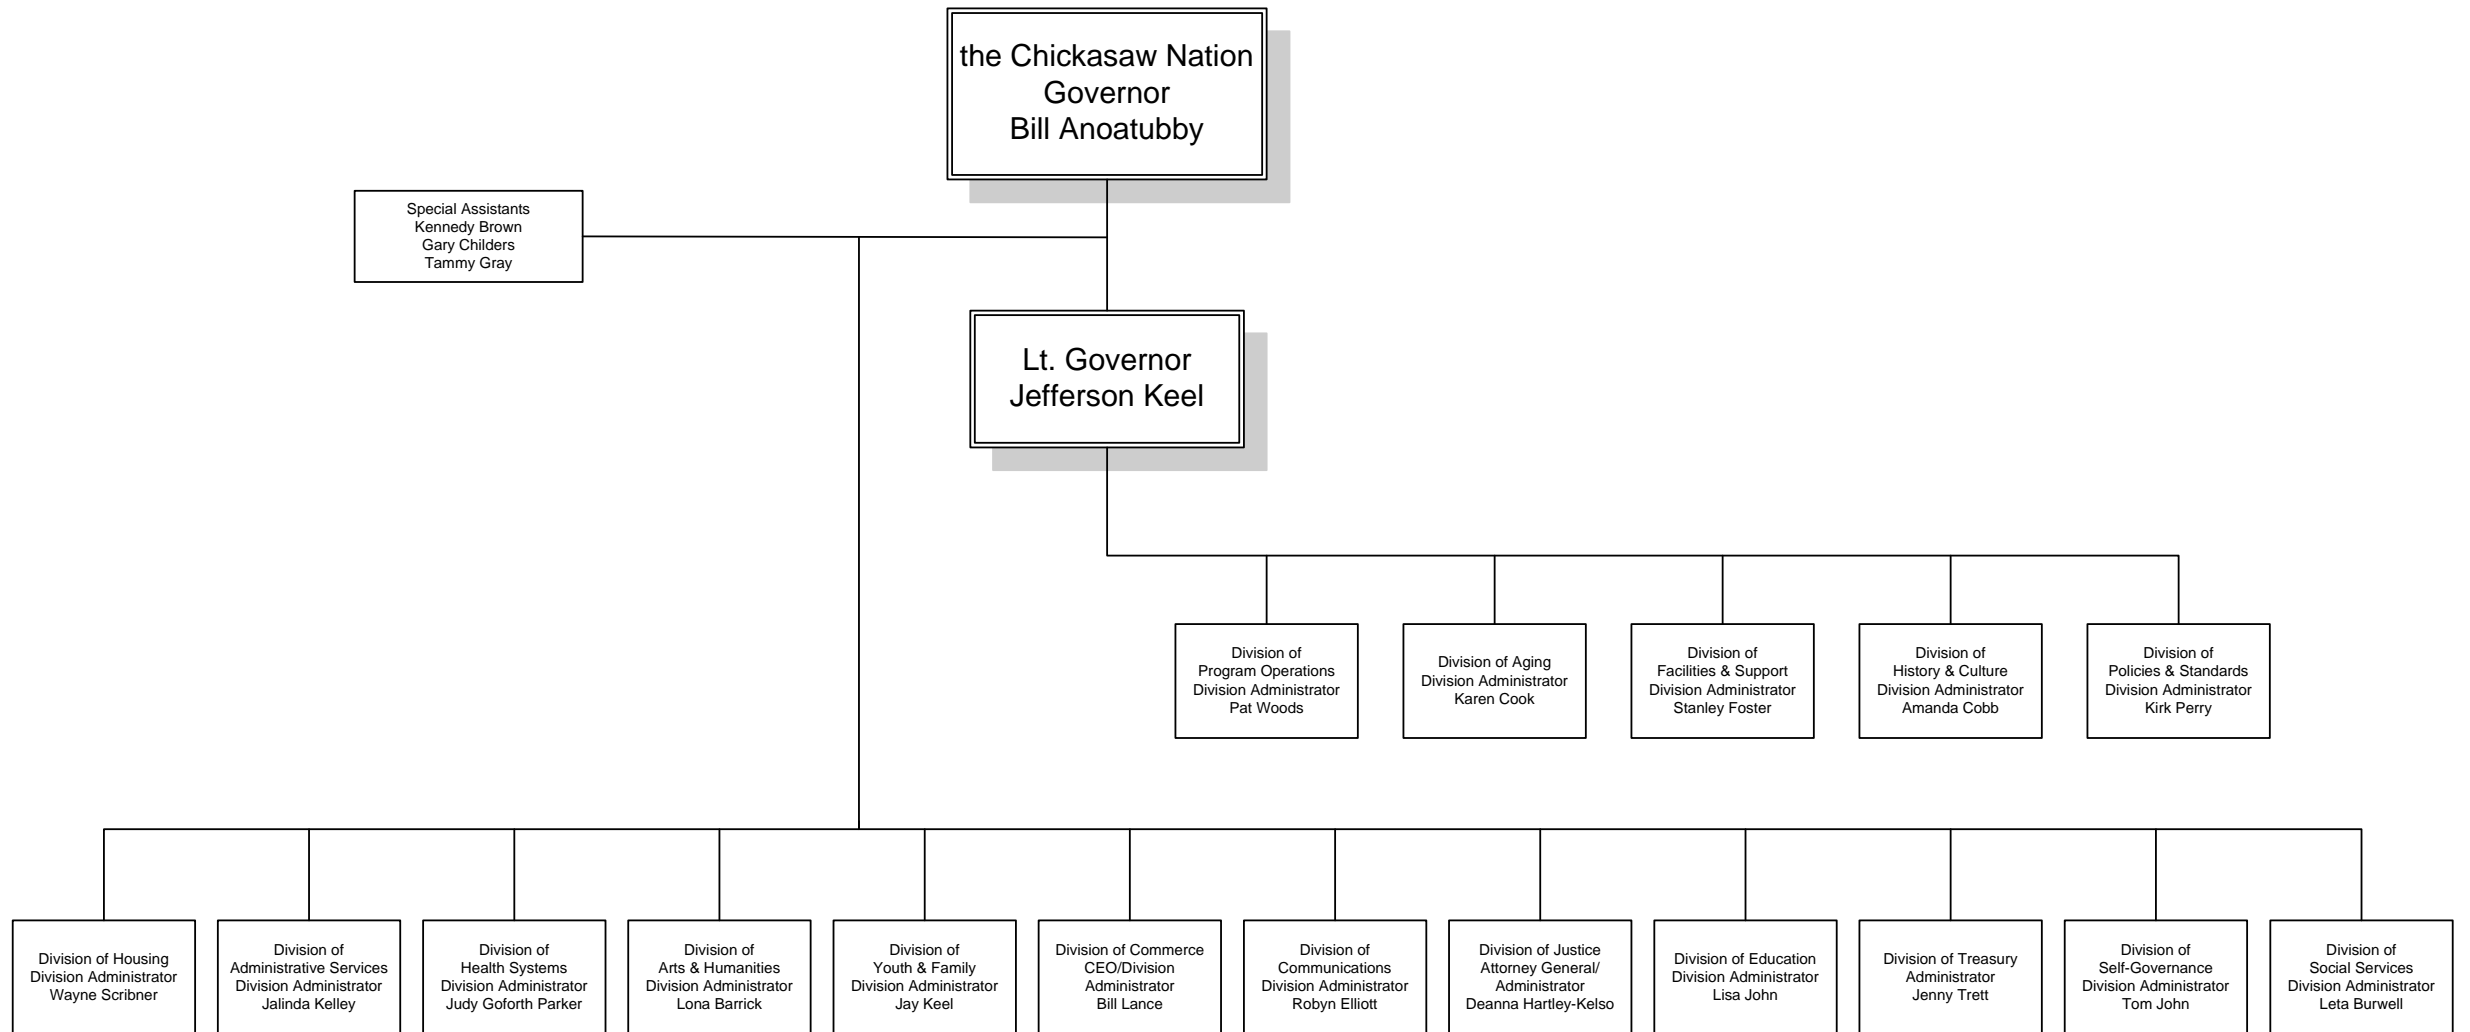 the Chickasaw Nation
Governor
Bill Anoatubby
Special Assistants
Kennedy Brown
Gary Childers
Tammy Gray
Lt. Governor
Jefferson Keel
Division of
Program Operations
Division Administrator
Pat Woods
Division of Aging
Division Administrator
Karen Cook
Division of
Facilities & Support
Division Administrator
Stanley Foster
Division of
History & Culture
Division Administrator
Amanda Cobb
Division of
Policies & Standards
Division Administrator
Kirk Perry
Division of Housing
Division Administrator
Wayne Scribner
Division of
Administrative Services
Division Administrator
Jalinda Kelley
Division of
Health Systems
Division Administrator
Judy Goforth Parker
Division of
Arts & Humanities
Division Administrator
Lona Barrick
Division of
Youth & Family
Division Administrator
Jay Keel
Division of Commerce
CEO/Division
Administrator
Bill Lance
Division of
Communications
Division Administrator
Robyn Elliott
Division of Justice
Attorney General/
Administrator
Deanna Hartley-Kelso
Division of Education
Division Administrator
Lisa John
Division of Treasury
Administrator
Jenny Trett
Division of
Self-Governance
Division Administrator
Tom John
Division of
Social Services
Division Administrator
Leta Burwell